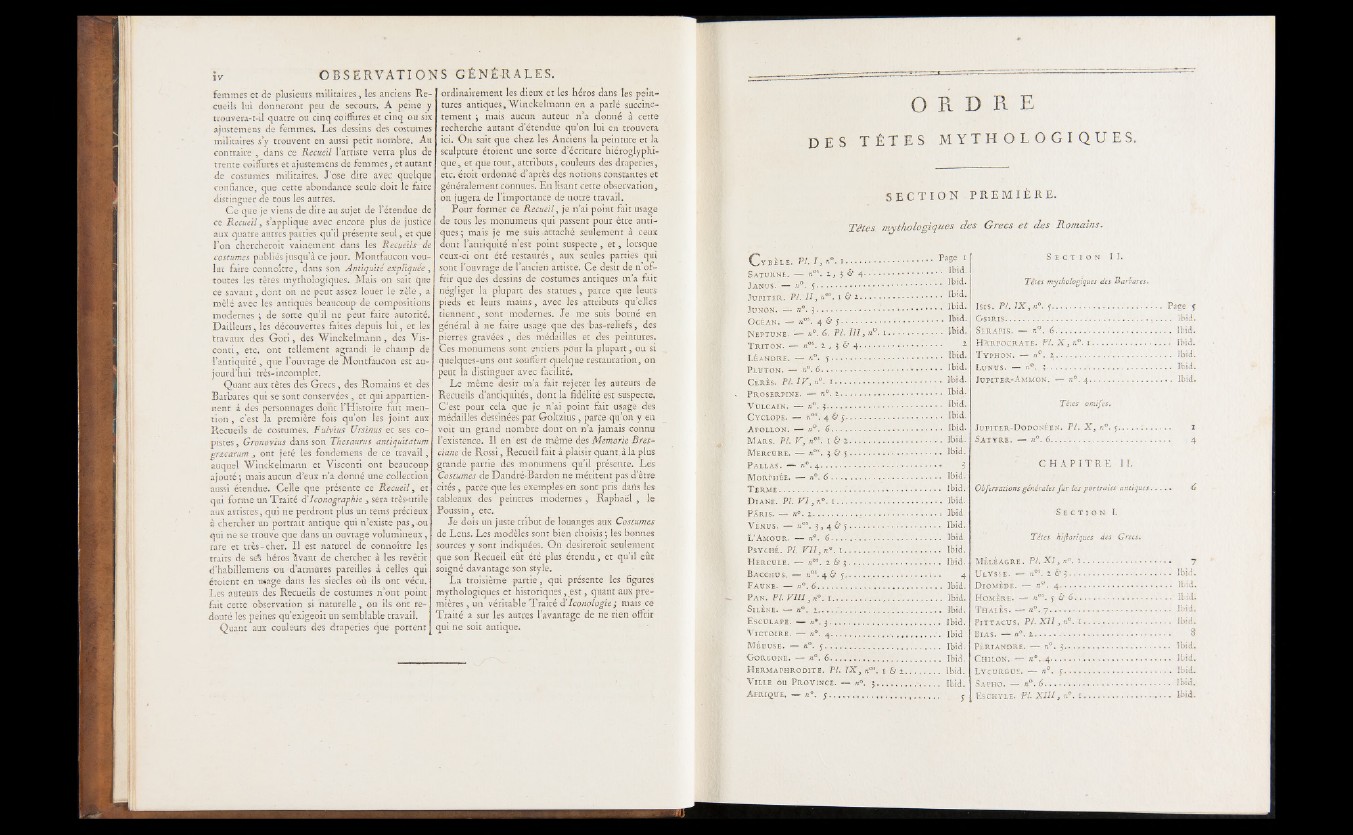 iv OBSERVATIONS GÉNÉRALES.
femmes et de plusieurs militaires, les anciens Re-
cueils lui donneront peu de secours. A peine y
trouvera-t-il quatre ou cinq coiffures et cinq ou six
ajustemens de femmes. Les dessins des costumes
militaires s'y trouvent en aussi petit nombre. Au
contraire, dans ce Recueil l'artiste verra plus de
trente coiffures et ajustemens de femmes, et autant
de costumes militaires. J'ose dire avec quelque
confiance, que cette abondance seule doit le faire
distinguer de tous les autres.
Ce que je viens de dire au sujet de l'étendue de
ce Recueil, s'applique avec encore plus de justice
aux quatre autres parties qu'il présente seul, et que
l'on chercheroit vainement dans les Recueils de
costumes publiés jusqu'à ce jour. Montfaucon vou-
lut faire connoître, dans son Antiquité expliquée,
toutes les têtes mythologiques. Mais on sait que
ce savant, dont on ne peut assez louer le zèle, a
mêlé avec les antiques beaucoup de compositions
modernes; de sorte qu'il ne peut faire autorité.
Dailleurs, les découvertes faites depuis lui, et les
travaux des Gori, des Winckelmann, des Vis-
conti, etc. ont tellement agrandi le champ de
l'antiquité, que l'ouvrage de Montfaucon est au-
jourd'hui très-incomplet.
Quant aux têtes des Grecs, des Romains et des
Barbares qui se sont conservées, et qui appartien-
nent à des personnages dont l'Histoire fait men-
tion, c'est la première fois qu'on les joint aux
Recueils de costumes. Fulvius Ursinus et ses co-
pistes, Gronovius dans son Thesaurus antiquitatum
græcarum, ont jeté les fondemens de ce travail,
auquel Winckelmann et Visconti ont beaucoup
ajouté; mais aucun d'eux n'a donné une collection
aussi étendue. Celle que présente ce Recueil, et
qui forme un Traité d'Iconographie, sera très-utile
aux artistes, qui ne perdront plus un tems précieux
à chercher un portrait antique qui n'existe pas, ou
qui ne se trouve que dans un ouvrage volumineux,
rare et très-cher. Il est naturel de connoître les
traits de ses héros avant de chercher à les revêtir
d'habillemens ou d'armures pareilles à celles qui
étoient en usage dans les siècles où ils ont vécu.
Les auteurs des Recueils de costumes n'ont point
fait cette observation si naturelle, ou ils ont re-
douté les peines qu'exigeoit un semblable travail.
Quant aux couleurs des draperies que portent
ordinairement les dieux et les héros dans les pein-
tures antiques, Winckelmann en a parlé succinc-
tement; mais aucun auteur n'a donné à cette
recherche autant d'étendue qu'on lui en trouvera
ici. On sait que chez les Anciens la peinture et la
sculpture étoient une sorte d'écriture hiéroglyphi-
que, et que tout, attributs, couleurs des draperies,
etc. étoit ordonné d'après des notions constantes et
généralement connues. En lisant cette observation,
on jugera de l'importance de notre travail.
Pour former ce Recueil, je n'ai point fait usage
de tous les monumens qui passent pour être anti-
ques; mais je me suis attaché seulement à ceux
dont l'antiquité n'est point suspecte, et, lorsque
ceux-ci ont été restaurés, aux seules parties qui
sont l'ouvrage de l'ancien artiste. Ce desir de n'of-
frir que des dessins de costumes antiques m'a fait
négliger la plupart des statues, parce que leurs
pieds et leurs mains, avec les attributs qu'elles
tiennent, sont modernes. Je me suis borné en
général à ne faire usage que des bas-reliefs, des
pierres gravées, des médailles et des peintures.
Ces monumens sont entiers pour la plupart, ou si
quelques-uns ont souffert quelque restauration, on
peut la distinguer avec facilité.
Le même desir m'a fait rejeter les auteurs de
Recueils d'antiquités, dont la fidélité est suspecte.
C'est pour cela que je n'ai point fait usage des
médailles dessinées par Goltzius, parce qu'on y en
voit un grand nombre dont on n'a jamais connu
l'existence. Il en est de même des Memorie Bres-
ciane de Rossi, Recueil fait à plaisir quant à la plus
grande partie des monumens qu'il présente. Les
Costumes de Dandré-Bardon ne méritent pas d'être
cités, parce que les exemples en sont pris dans les
tableaux des peintres modernes, Raphaël, le
Poussin, etc.
Je dois un juste tribut de louanges aux Costumes
de Lens. Les modèles sont bien choisis; les bonnes
sources y sont indiquées. On desireroit seulement
que son Recueil eût été plus étendu, et qu'il eût
soigné davantage son style.
La troisième partie, qui présente les figures
mythologiques et historiques, est, quant aux pre-
mières, un véritable Traité d'Iconologie; mais ce
Traité a sur les autres l'avantage de ne rien offrir
qui ne soit antique.
ORDRE
DES TÊTES MYTHOLOGIQUES.
SECTION PREMIÈRE.
Têtes mythologiques des Grecs et des Romains.
CYBÈLE. Pl. I, n°. 1. Page 1
SATURNE. — nos. 2, 3 & 4. Ibid.
JANUS. — n°. 5. Ibid.
JUPITER. Pl. II, nos. 1 & 2. Ibid.
JUNON. — n°. 3. Ibid.
OCÉAN. — nos. 4 & 5. Ibid.
NEPTUNE. — n°. 6. Pl. III, n°. 1. Ibid.
TRITON. — nos. 2, 3 & 4. 2
LÉANDRE. — n°. 5. Ibid.
PLUTON. — n°. 6. Ibid.
CERÈS. Pl. IV, n°. 1. Ibid.
PROSERPINE. — n°. 2. Ibid.
VULCAIN. — n°. 3. Ibid.
CYCLOPE. — nos. 4 & 5. Ibid.
APOLLON. — n°. 6. Ibid.
MARS. Pl. V, nos. 1 & 2. Ibid.
MERCURE. — nos. 3 & 5. Ibid.
PALLAS. — n°. 4. 3
MORPHÉE. — n°. 6. Ibid.
TERME. Ibid.
DIANE. Pl. VI, n°. 1. Ibid.
PÂRIS. — n°. 2. Ibid
VENUS. — nos. 3, 4 & 5. Ibid.
L'AMOUR. — n°. 6. Ibid
PSYCHÉ. Pl. VII, n°. 1. Ibid.
HERCULE. — nos. 2 & 3. Ibid.
BACCHUS. — nos. 4 & 5. 4
FAUNE. — n°. 6. Ibid.
PAN. Pl. VIII, n°. 1. Ibid.
SILÈNE. — n°. 2. Ibid.
ESCULAPE. — n°. 3. Ibid.
VICTOIRE. — n°. 4. Ibid
MÉDUSE. — n°. 5. Ibid.
GORGONE. — n°. 6. Ibid.
HERMAPHRODITE. Pl. IX, nos. 1 & 2. Ibid.
VILLE ou PROVINCE. — n°. 3. Ibid.
AFRIQUE. — n°. 5. 5
SECTION II.
Têtes mythologiques des Barbares.
ISIS. Pl. IX, n°. 5. Page 5
OSIRIS. Ibid.
SERAPIS. — n°. 6. Ibid.
HARPOCRATE. Pl. X, n°. 1. Ibid.
TYPHON. — n°. 2. Ibid.
LUNUS. — n°. 3 Ibid.
JUPITER-AMMON. — n°. 4. Ibid.
Têtes omises.
JUPITER-DODONÉEN. Pl. X, n°. 5. 1
SATYRE. — n°. 6. 4
CHAPITRE II.
Observations générales sur les portraits antiques. 6
SECTION I.
Têtes historiques des Grecs.
MÉLÉAGRE. Pl. XI, n°. 1. 7
ULYSSE. — nos. 2 & 3. Ibid.
DIOMÈDE. — n°. 4. Ibid.
HOMÈRE. — nos. 5 & 6. Ibid.
THALÈS. — n°. 7. Ibid.
PITTACUS. Pl. XII, n°. 1. Ibid.
BIAS. — n°. 2. 8
PÉRIANDRE. — n°. 3. Ibid.
CHILON. — n°. 4. Ibid.
LYCURGUE. — n°. 5. Ibid.
SAPHO. — n°. 6. Ibid.
ESCHYLE. Pl. XIII, n°. 1. Ibid.